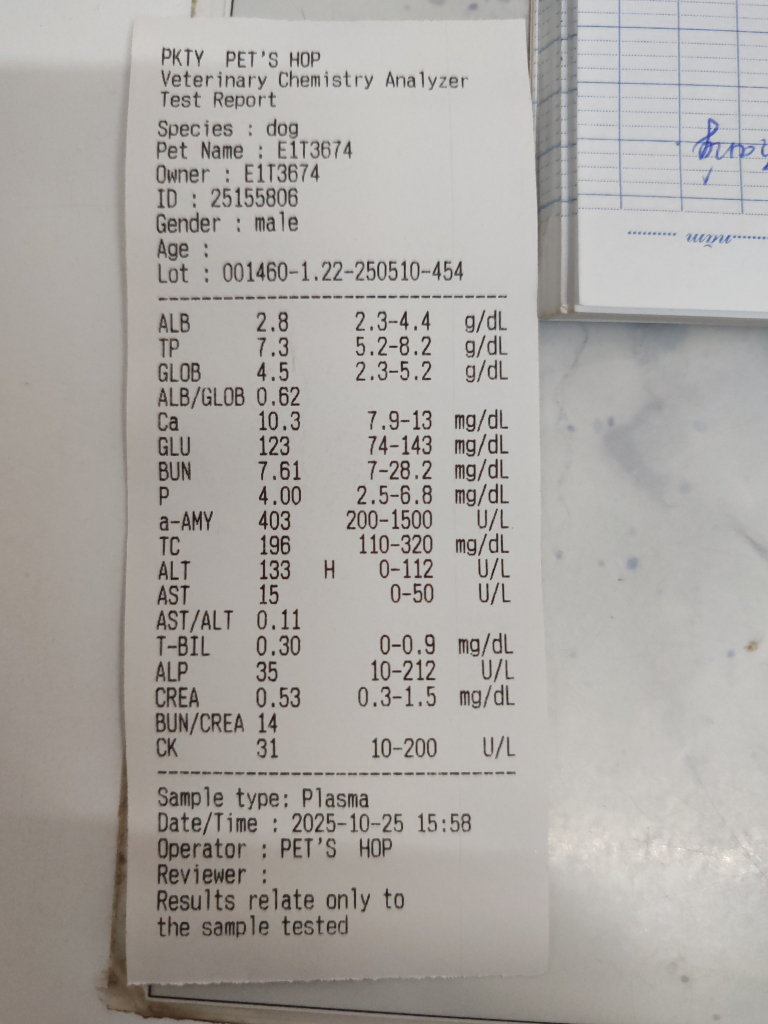 PKTY PET'S HOP
Veterinary Chemistry Analyzer
Test Report
Species : dog
Pet Name : E1T3674
Owner : E1T3674
ID : 25155806
Gender : male
Age :
Lot : 001460-1.22-250510-454
ALB 2.8 2.3-4.4 g/dL
TP 7.3 5.2-8.2 g/dL
GLOB 4.5 2.3-5.2 g/dL
ALB/GLOB 0.62
Ca 10.3 7.9-13 mg/dL
GLU 123 74-143 mg/dL
BUN 7.61 7-28.2 mg/dL
P 4.00 2.5-6.8 mg/dL
a-AMY 403 200-1500 U/L
TC 196 110-320 mg/dL
ALT 133 H 0-112 U/L
AST 15 0-50 U/L
AST/ALT 0.11
T-BIL 0.30 0-0.9 mg/dL
ALP 35 10-212 U/L
CREA 0.53 0.3-1.5 mg/dL
BUN/CREA 14
CK 31 10-200 U/L
Sample type: Plasma
Date/Time : 2025-10-25 15:58
Operator : PET'S HOP
Reviewer :
Results relate only to
the sample tested
năm